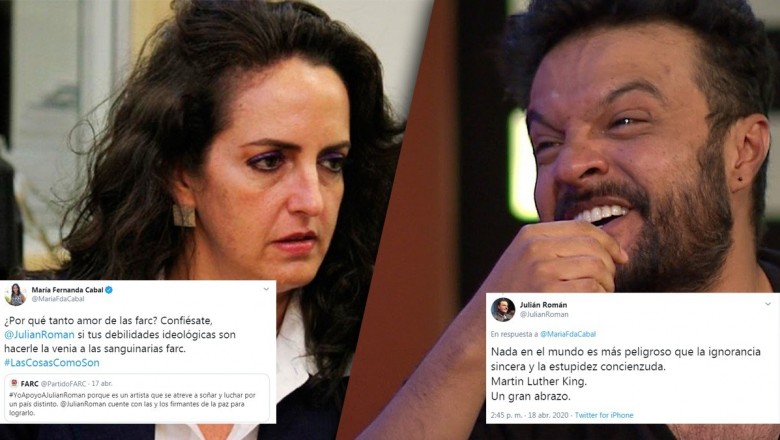 María Fernanda Cabal
@MariaFdaCabal
¿Por qué tanto amor de las farc? Confiésate,
@JulianRoman si tus debilidades ideológicas son
hacerle la venia a las sanguinarias farc.
#LasCosasComoSon
FARC @PartidoFARC · 17 abr.
#YoApoyoAJulianRoman porque es un artista que se atreve a soñar y luchar por
un país distinto. @JulianRoman cuente con las y los firmantes de la paz para
lograrlo.
Julián Román
@JulianRoman
En respuesta a @MariaFdaCabal
Nada en el mundo es más peligroso que la ignorancia
sincera y la estupidez concienzuda.
Martin Luther King.
Un gran abrazo.
2:45 p. m. · 18 abr. 2020 · Twitter for iPhone